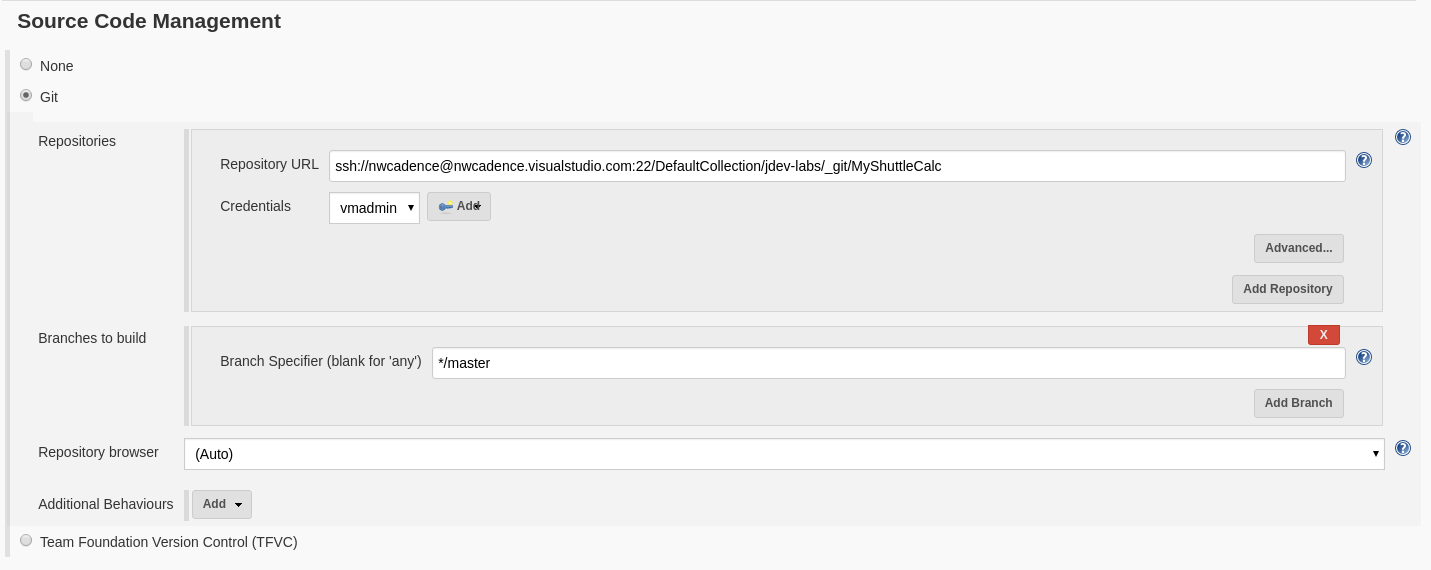 Source Code Management
None
Git
Repositories
Repository URL ssh://nwcadence@nwcadence.visualstudio.com:22/DefaultCollection/jdev-labs/_git/MyShuttleCalc
Credentials vmadmin Add
Advanced...
Add Repository
Branches to build
X
Branch Specifier (blank for 'any') */master
Add Branch
Repository browser (Auto)
Additional Behaviours Add
Team Foundation Version Control (TFVC)